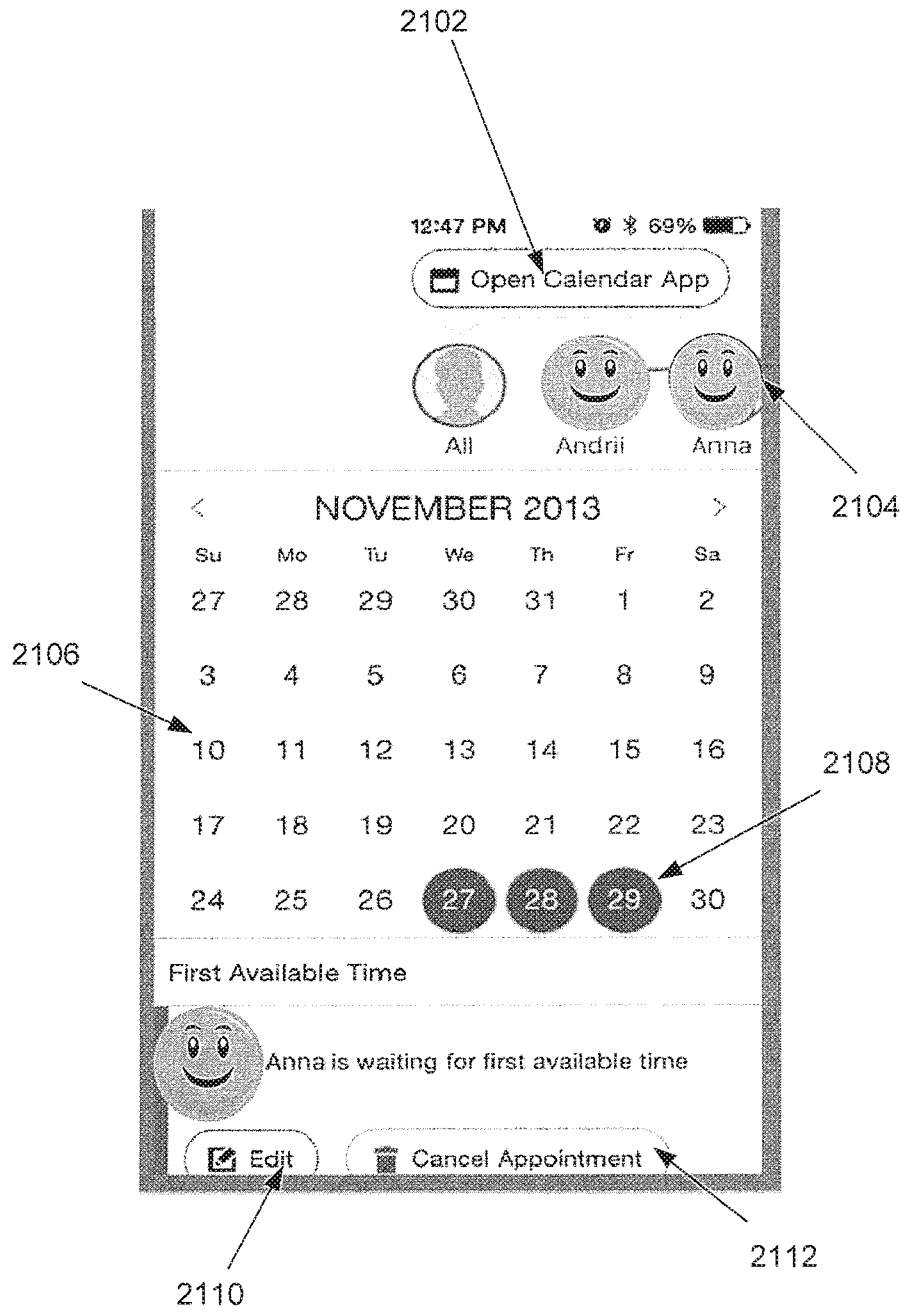 2102
12:47 PM 69%
Open Calendar App
All Andrii Anna
2104
< NOVEMBER 2013 >
Su Mo Tu We Th Fr Sa
27 28 29 30 31 1 2
2106
3 4 5 6 7 8 9
10 11 12 13 14 15 16
2108
17 18 19 20 21 22 23
24 25 26 27 28 29 30
First Available Time
Anna is waiting for first available time
Edit Cancel Appointment
2112
2110